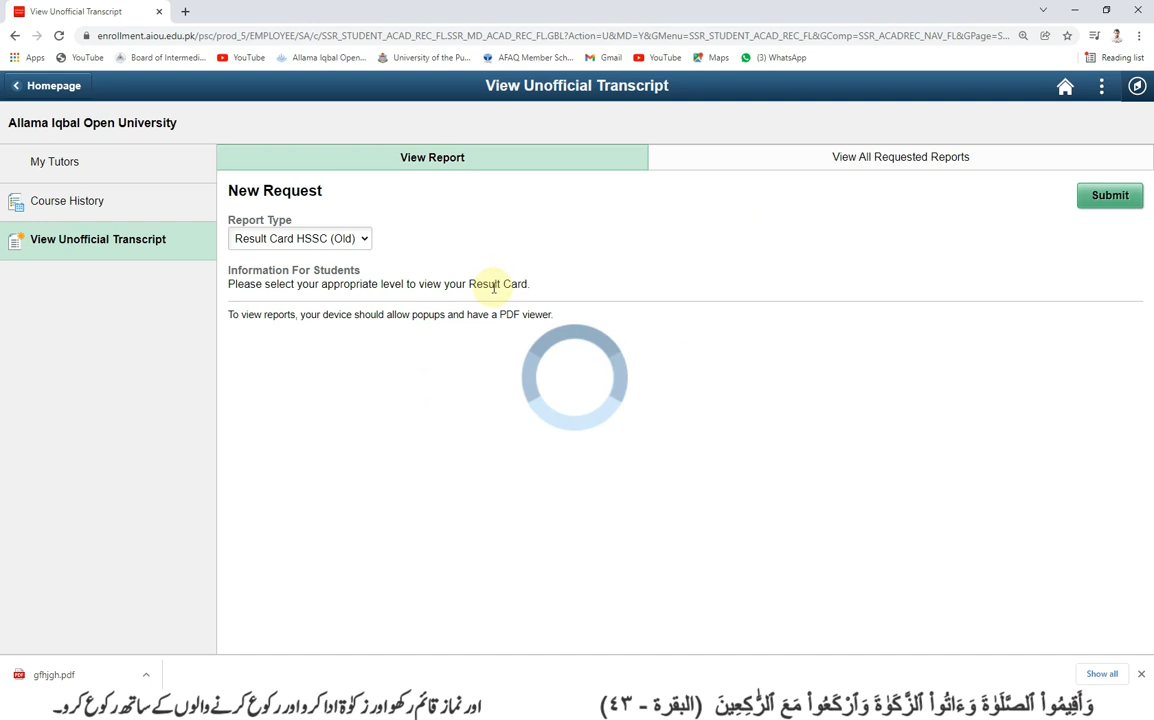 View Unofficial Transcript
enrollment.aiou.edu.pk/psc/prod_5/EMPLOYEE/SA/c/SSR_STUDENT_ACAD_REC_FL.SSR_MD_ACAD_REC_FL.GBL?Action=U&MD=Y&GMenu=SSR_STUDENT_ACAD_REC_FL&GComp=SSR_ACADREC_NAV_FL&GPage=S...
Apps YouTube Board of Intermedi... YouTube Allama Iqbal Open... University of the Pu... AFAQ Member Sch... Gmail YouTube Maps (3) WhatsApp Reading list
Homepage View Unofficial Transcript
Allama Iqbal Open University
My Tutors
Course History
View Unofficial Transcript
View Report View All Requested Reports
New Request
Submit
Report Type
Result Card HSSC (Old)
Information For Students
Please select your appropriate level to view your Result Card.
To view reports, your device should allow popups and have a PDF viewer.
PDF gfhjgh.pdf Show all
وَأَقِيمُوا۟ ٱلصَّلَوٰةَ وَءَاتُوا۟ ٱلزَّكَوٰةَ وَٱرْكَعُوا۟ مَعَ ٱلرَّٰكِعِينَ (البقرة - ٤٣)
اور نماز قائم رکھو اور زکوٰۃ ادا کرو اور رکوع کرنے والوں کے ساتھ رکوع کرو۔